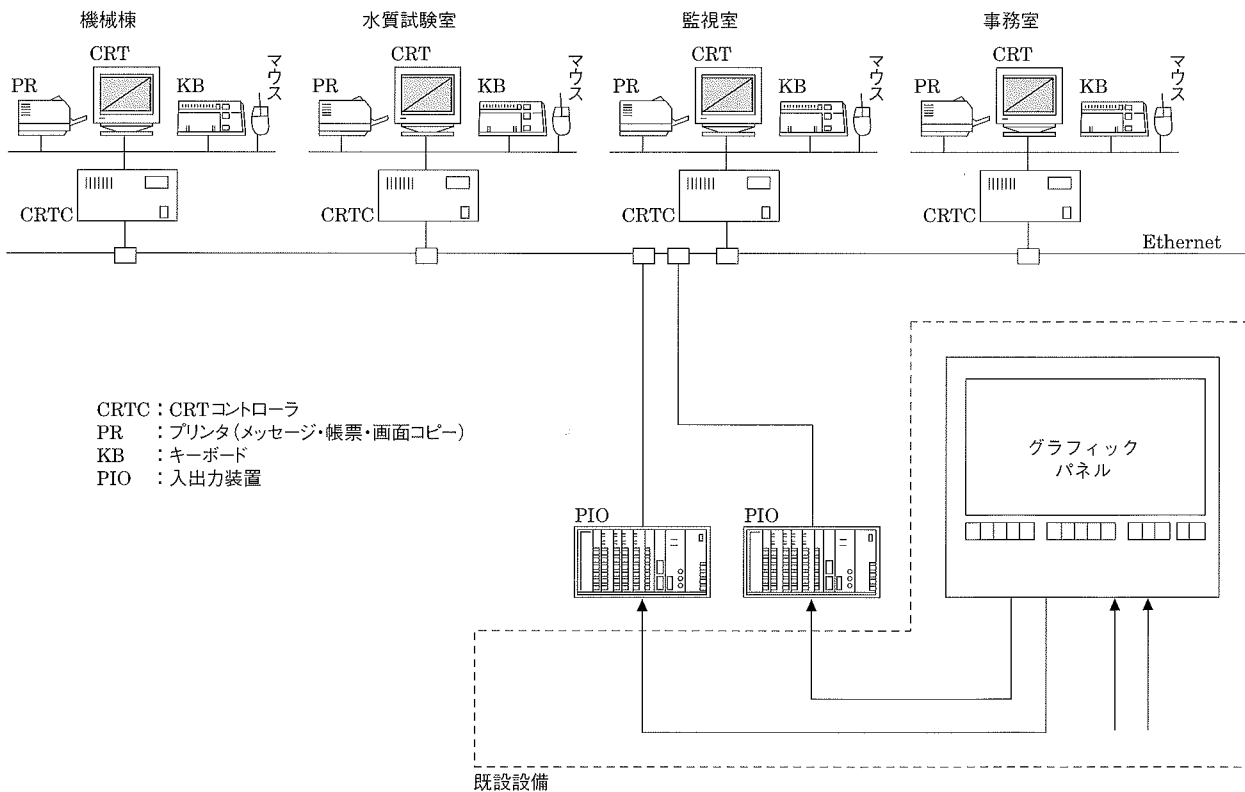 機械棟
水質試験室
監視室
事務室
CRT
PR
KB
マウス
CRTC
CRT
PR
KB
マウス
CRTC
CRT
PR
KB
マウス
CRTC
CRT
PR
KB
マウス
CRTC
Ethernet
CRTC：CRTコントローラ
PR：プリンタ（メッセージ・帳票・画面コピー）
KB：キーボード
PIO：入出力装置
グラフィック
パネル
PIO
PIO
既設設備